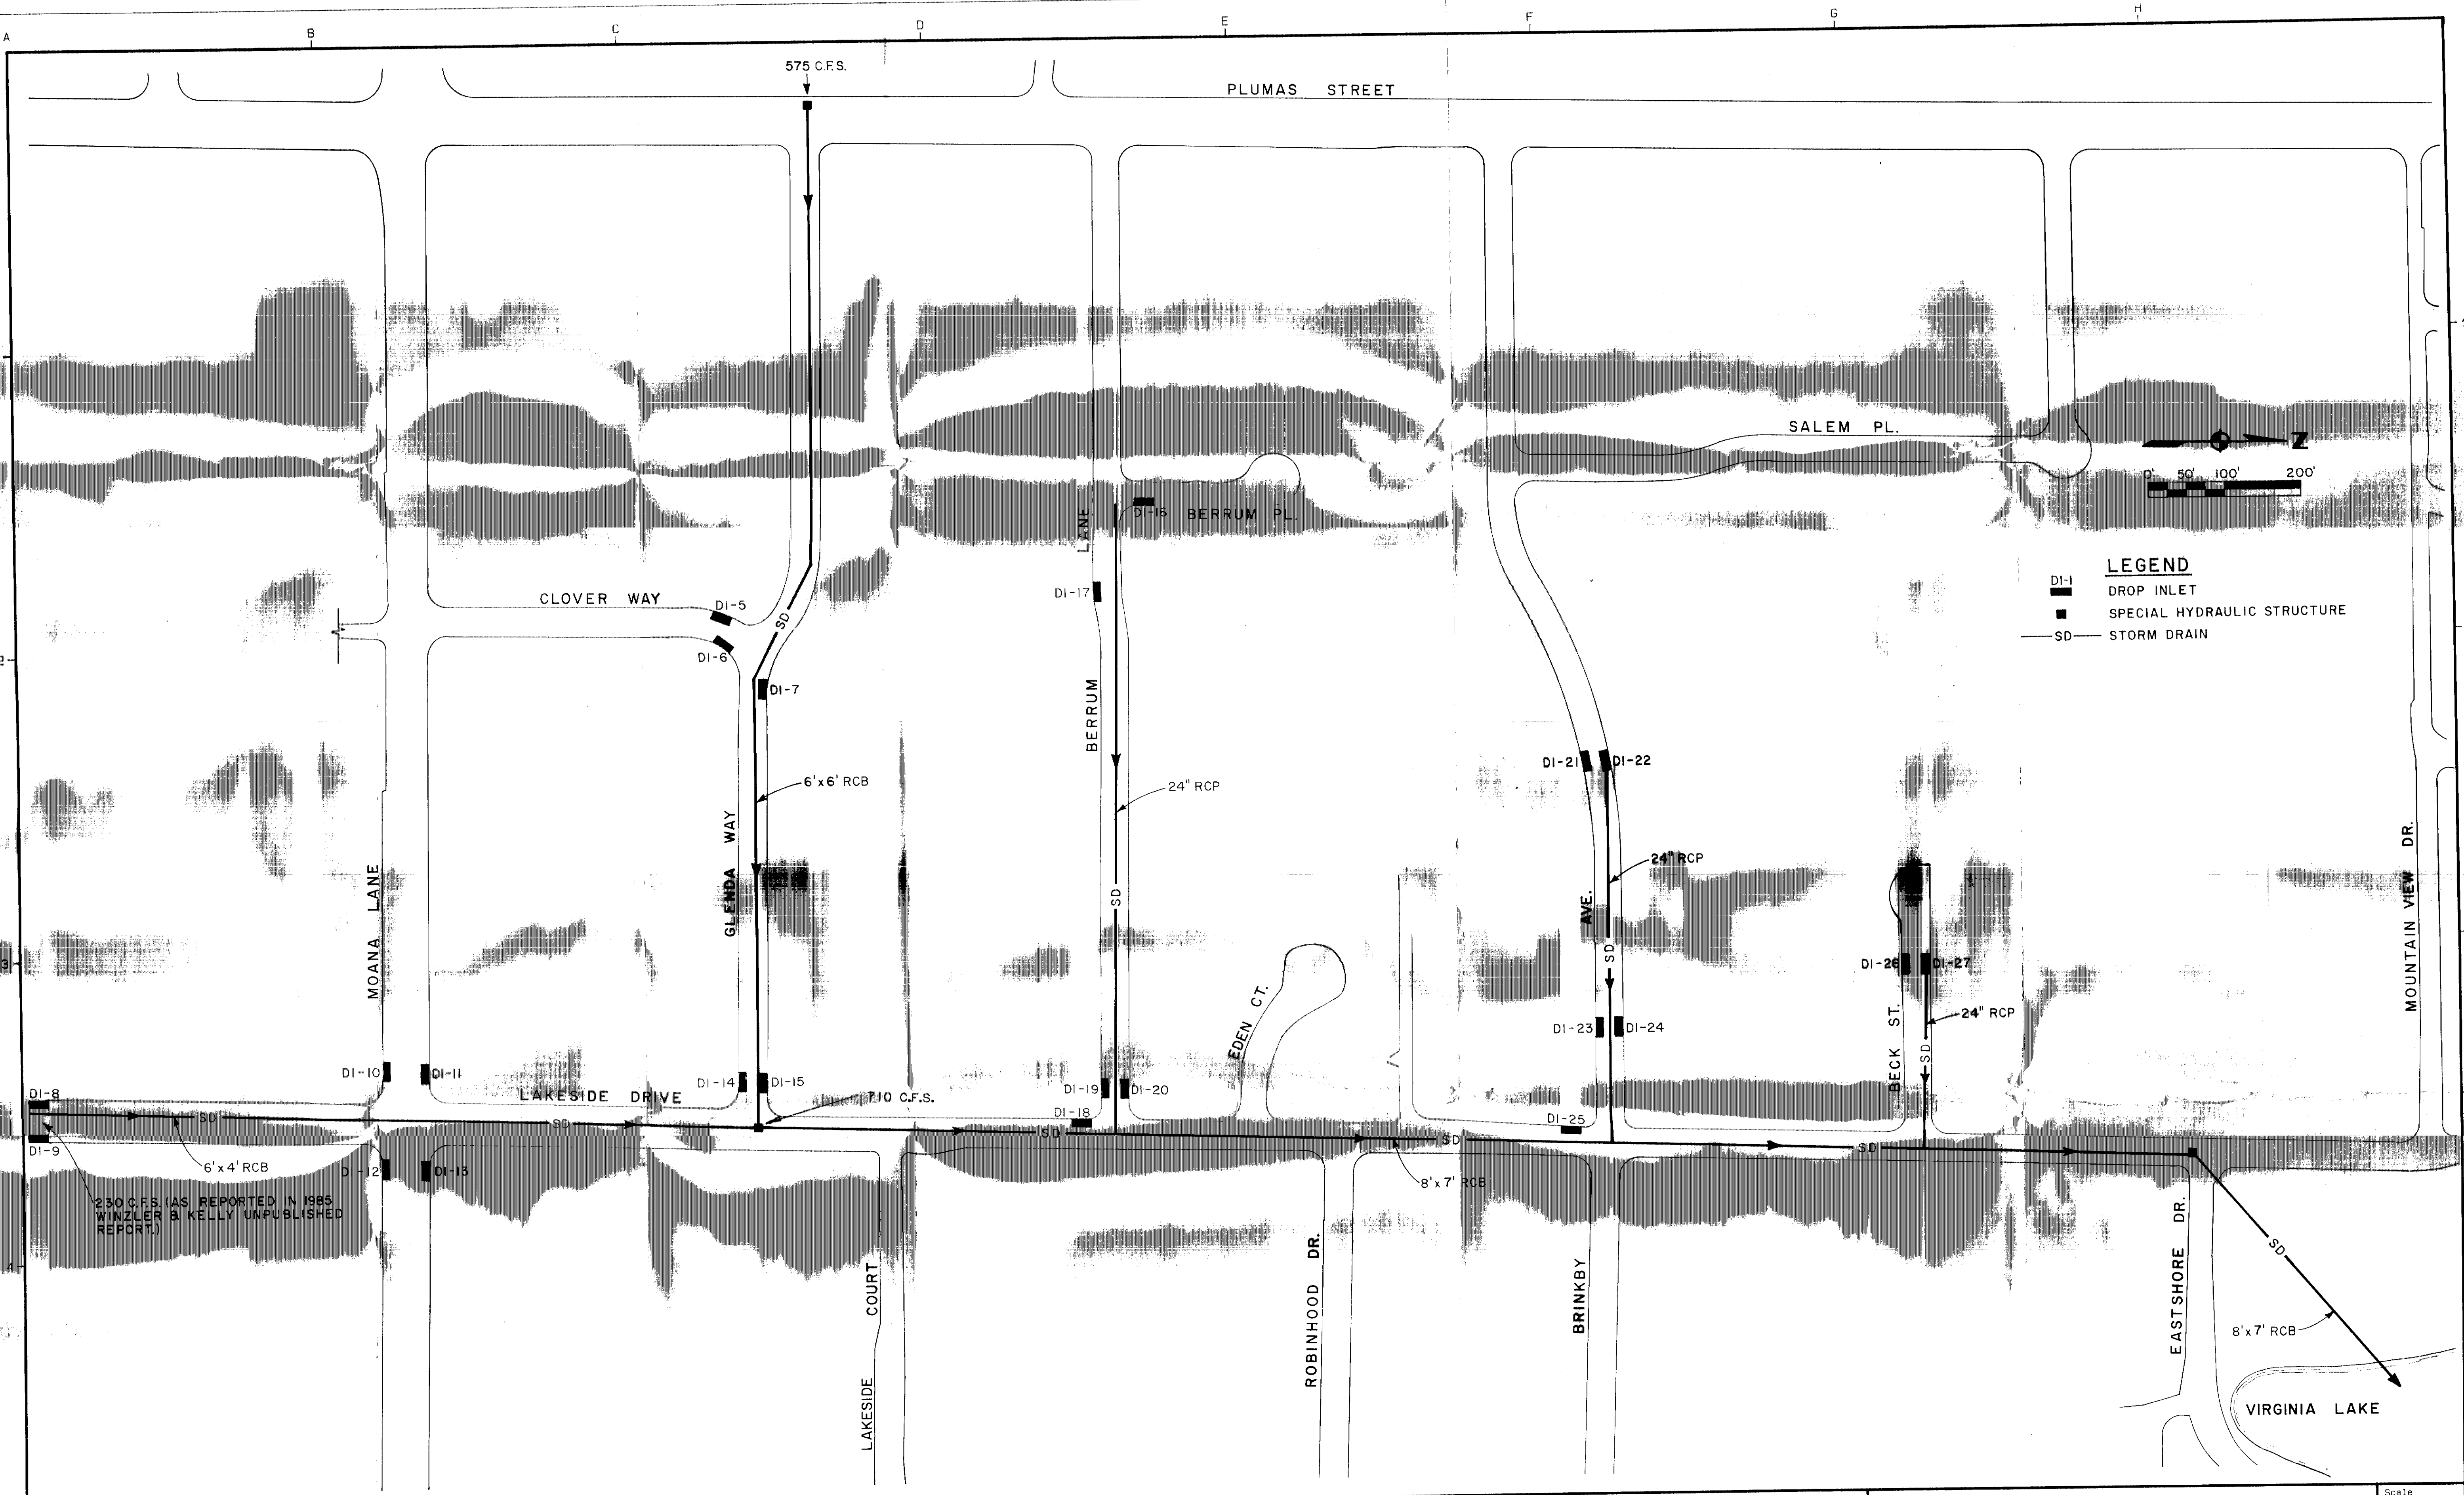 A
B
C
D
E
F
G
H
575 C.F.S.
PLUMAS STREET
SALEM PL.
Z
0' 50' 100' 200'
LANE
DI-16
BERRUM PL.
LEGEND
DI-1
DROP INLET
SPECIAL HYDRAULIC STRUCTURE
SD
STORM DRAIN
CLOVER WAY
DI-5
DI-6
SD
DI-17
2
DI-7
BERRUM
DI-21
DI-22
6'x6' RCB
24" RCP
MOANA LANE
GLENDA WAY
SD
24" RCP
AVE.
SD
MOUNTAIN VIEW DR.
3
DI-26
DI-27
EDEN CT.
BECK ST.
24" RCP
SD
DI-23
DI-24
DI-10
DI-11
DI-14
DI-15
DI-19
DI-20
DI-8
LAKESIDE DRIVE
710 C.F.S.
DI-18
DI-25
SD
SD
SD
SD
SD
DI-9
6'x4' RCB
DI-12
DI-13
8'x7' RCB
230 C.F.S. (AS REPORTED IN 1985
WINZLER & KELLY UNPUBLISHED
REPORT.)
4
LAKESIDE COURT
ROBINHOOD DR.
BRINKBY
EASTSHORE DR.
SD
8'x7' RCB
VIRGINIA LAKE
Scale